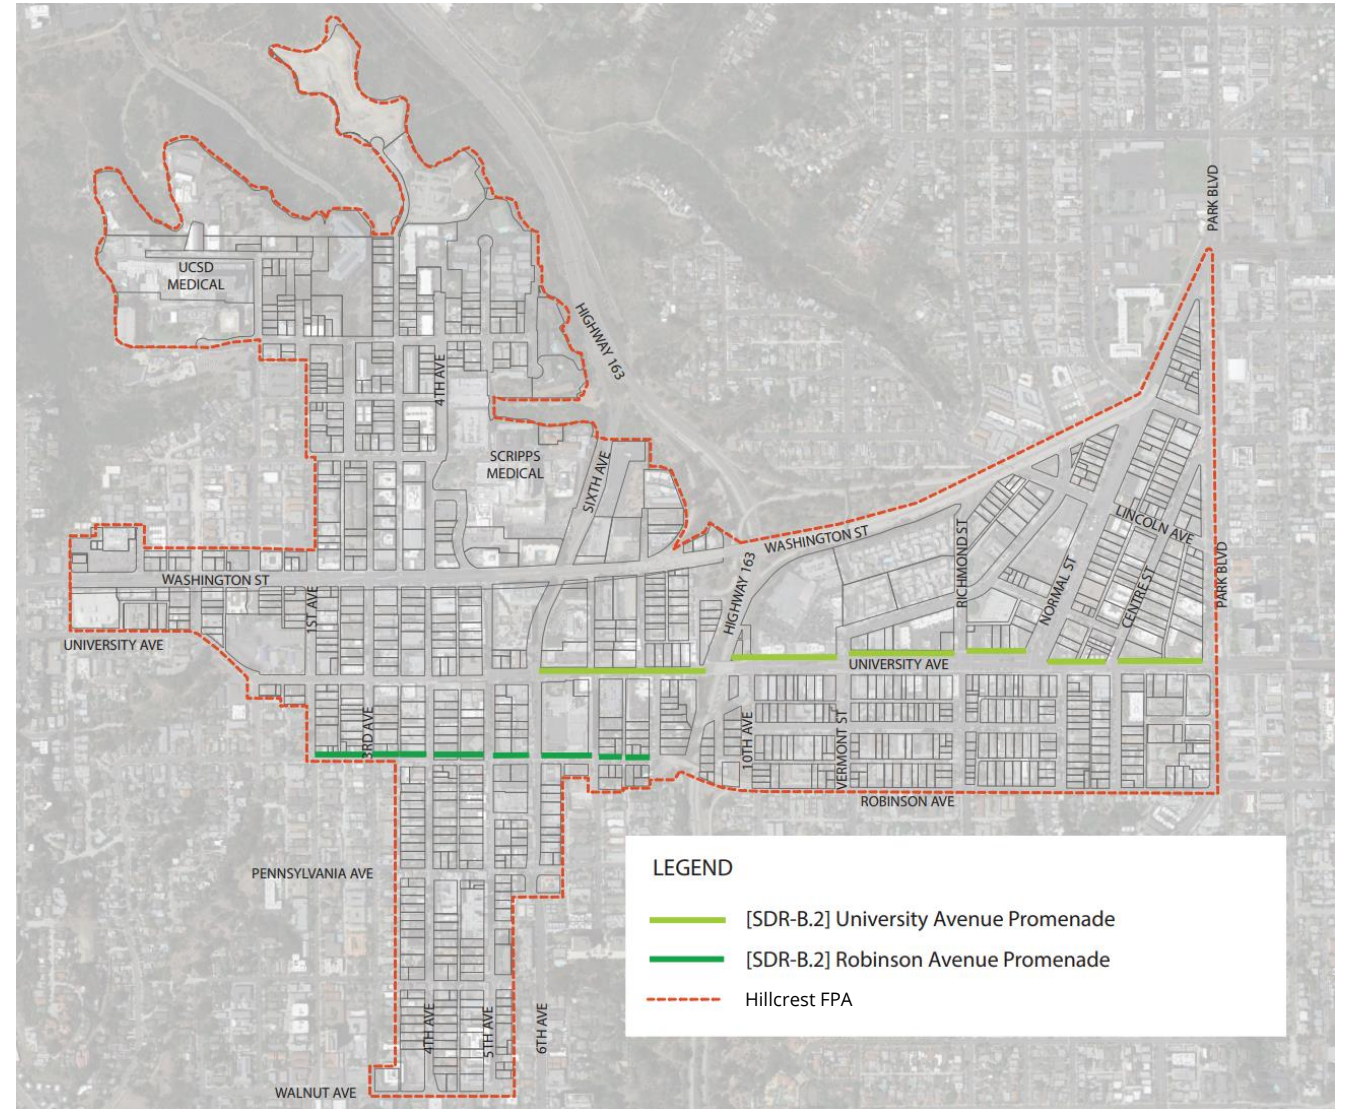 PARK BLVD
UCSD
MEDICAL
HIGHWAY 163
4TH AVE
SCRIPPS
MEDICAL
SIXTH AVE
LINCOLN AVE
WASHINGTON ST
RICHMOND ST
HIGHWAY 163
NORMAL ST
CENTRE ST
PARK BLVD
WASHINGTON ST
1ST AVE
UNIVERSITY AVE
UNIVERSITY AVE
3RD AVE
10TH AVE
VERMONT ST
ROBINSON AVE
PENNSYLVANIA AVE
LEGEND
[SDR-B.2] University Avenue Promenade
[SDR-B.2] Robinson Avenue Promenade
Hillcrest FPA
4TH AVE
5TH AVE
6TH AVE
WALNUT AVE